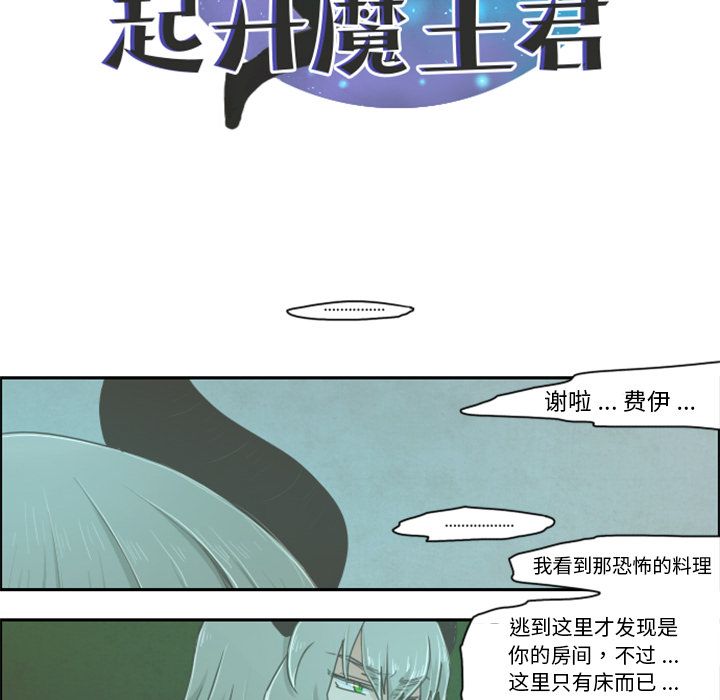 起升魔王君
...............
谢啦 ... 费伊 ...
.................
我看到那恐怖的料理
逃到这里才发现是
你的房间，不过 ...
这里只有床而已 ...